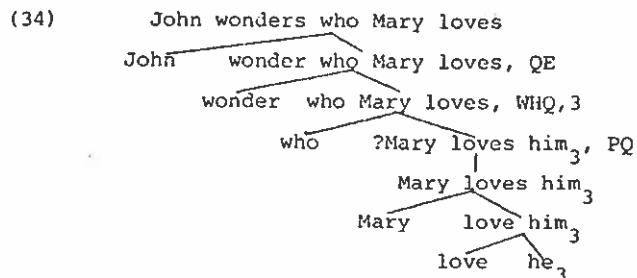 (34) John wonders who Mary loves
John wonder who Mary loves, QE
wonder who Mary loves, WHQ,3
who ?Mary loves him3, PQ
Mary loves him3
Mary love him3
love he3